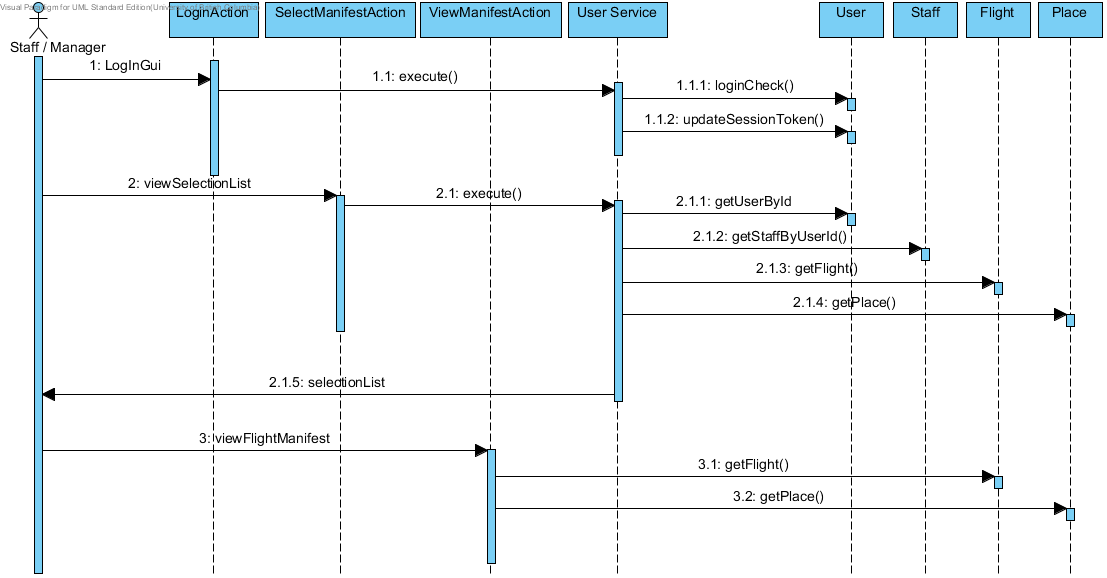 Visual Paradigm for UML Standard Edition(University of
LoginAction
SelectManifestAction
ViewManifestAction
User Service
User
Staff
Flight
Place
Staff / Manager
1: LogInGui
1.1: execute()
1.1.1: loginCheck()
1.1.2: updateSessionToken()
2: viewSelectionList
2.1: execute()
2.1.1: getUserById
2.1.2: getStaffByUserId()
2.1.3: getFlight()
2.1.4: getPlace()
2.1.5: selectionList
3: viewFlightManifest
3.1: getFlight()
3.2: getPlace()